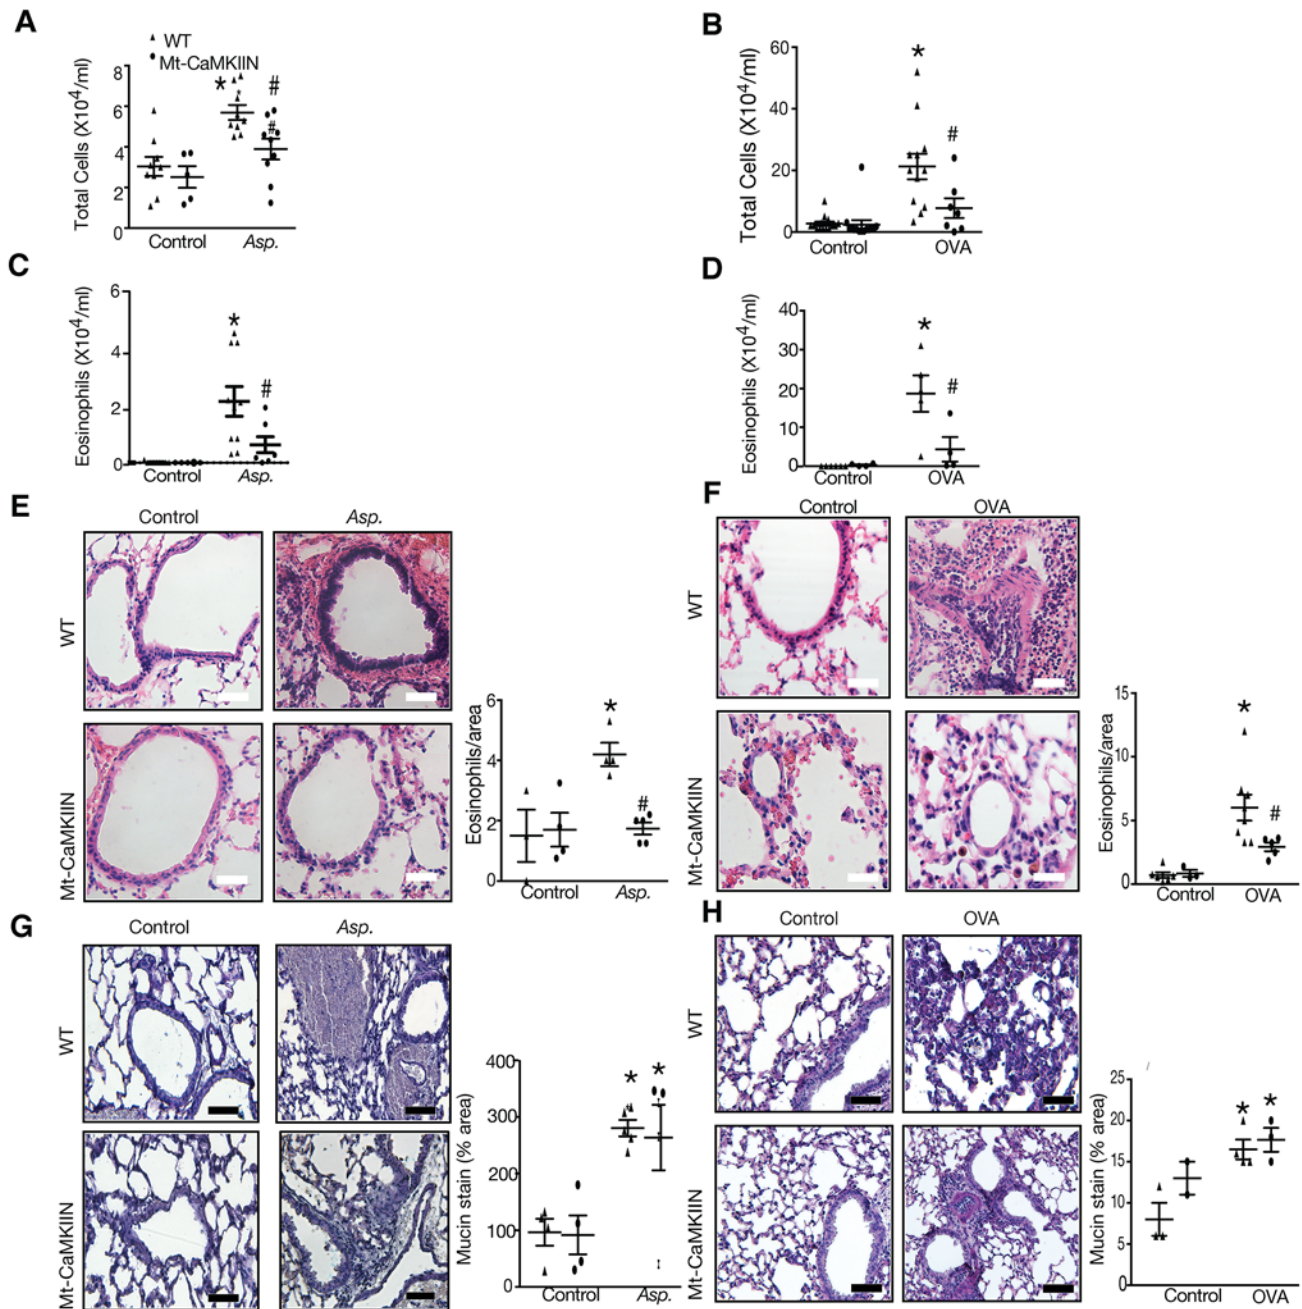 A
WT
Mt-CaMKIIN
Total Cells (X10⁴/ml)
8
6
4
2
0
*
#
#
Control
Asp.
B
Total Cells (X10⁴/ml)
60
40
20
0
*
#
Control
OVA
C
Eosinophils (X10⁴/ml)
6
4
2
0
*
#
Control
Asp.
D
Eosinophils (X10⁴/ml)
40
30
20
10
0
*
#
Control
OVA
E
Control
Asp.
WT
Mt-CaMKIIN
Eosinophils/area
6
4
2
0
*
#
Control
Asp.
F
Control
OVA
WT
Mt-CaMKIIN
Eosinophils/area
15
10
5
0
*
#
Control
OVA
G
Control
Asp.
WT
Mt-CaMKIIN
Mucin stain (% area)
400
300
200
100
0
*
*
Control
Asp.
H
Control
OVA
WT
Mt-CaMKIIN
Mucin stain (% area)
25
20
15
10
5
0
*
*
Control
OVA